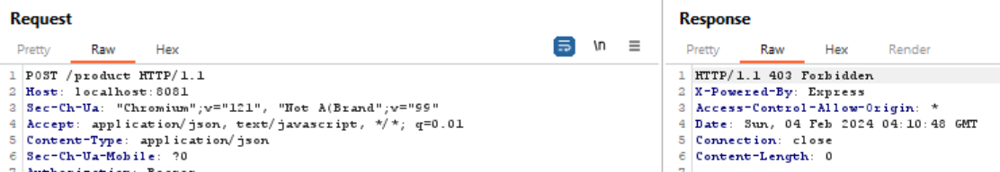 Request
Pretty Raw Hex \n
1 POST /product HTTP/1.1
2 Host: localhost:8081
3 Sec-Ch-Ua: "Chromium";v="121", "Not A(Brand";v="99"
4 Accept: application/json, text/javascript, */*; q=0.01
5 Content-Type: application/json
6 Sec-Ch-Ua-Mobile: ?0
7 Authorization: Bearer
Response
Pretty Raw Hex Render
1 HTTP/1.1 403 Forbidden
2 X-Powered-By: Express
3 Access-Control-Allow-Origin: *
4 Date: Sun, 04 Feb 2024 04:10:48 GMT
5 Connection: close
6 Content-Length: 0
7